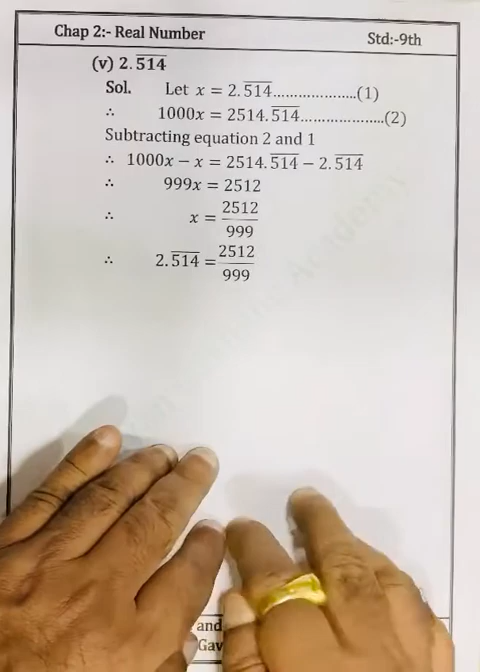 Chap 2:- Real Number Std:-9th
(v) 2.5̅1̅4̅
Sol. Let x = 2.5̅1̅4̅....................(1)
∴ 1000x = 2514.5̅1̅4̅.....................(2)
Subtracting equation 2 and 1
∴ 1000x − x = 2514.5̅1̅4̅ − 2.5̅1̅4̅
∴ 999x = 2512
∴ x = 2512/999
∴ 2.5̅1̅4̅ = 2512/999
Academy
and
Gav